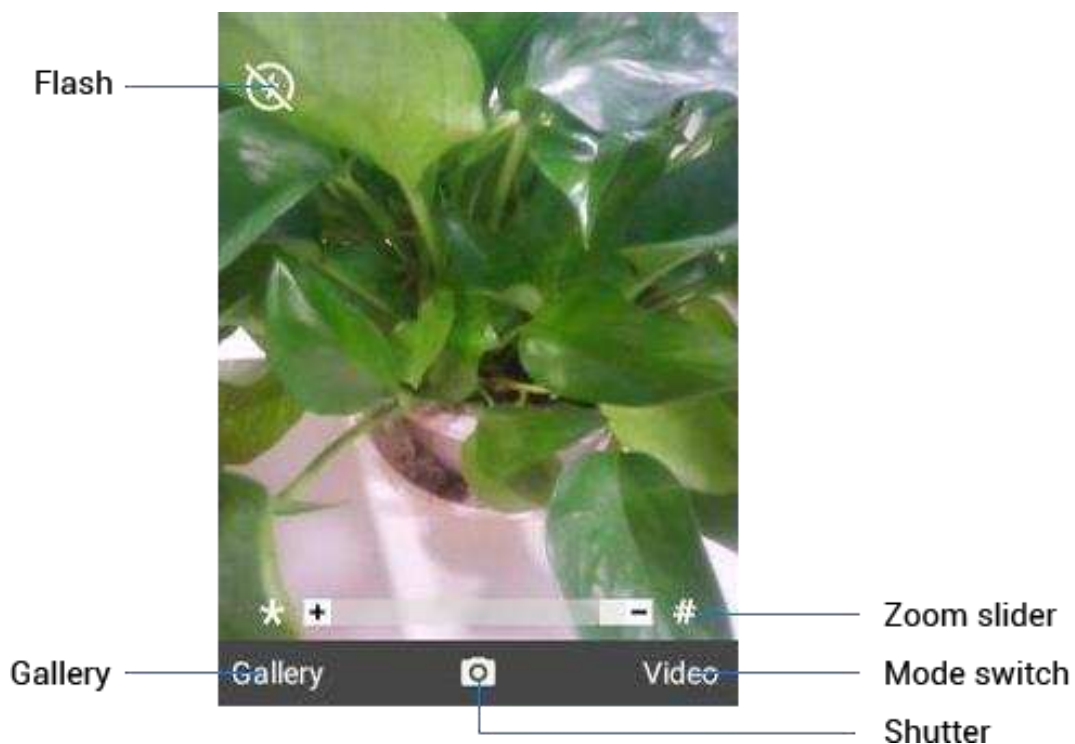 Flash
* + - #
Zoom slider
Gallery
Gallery
Video
Mode switch
Shutter